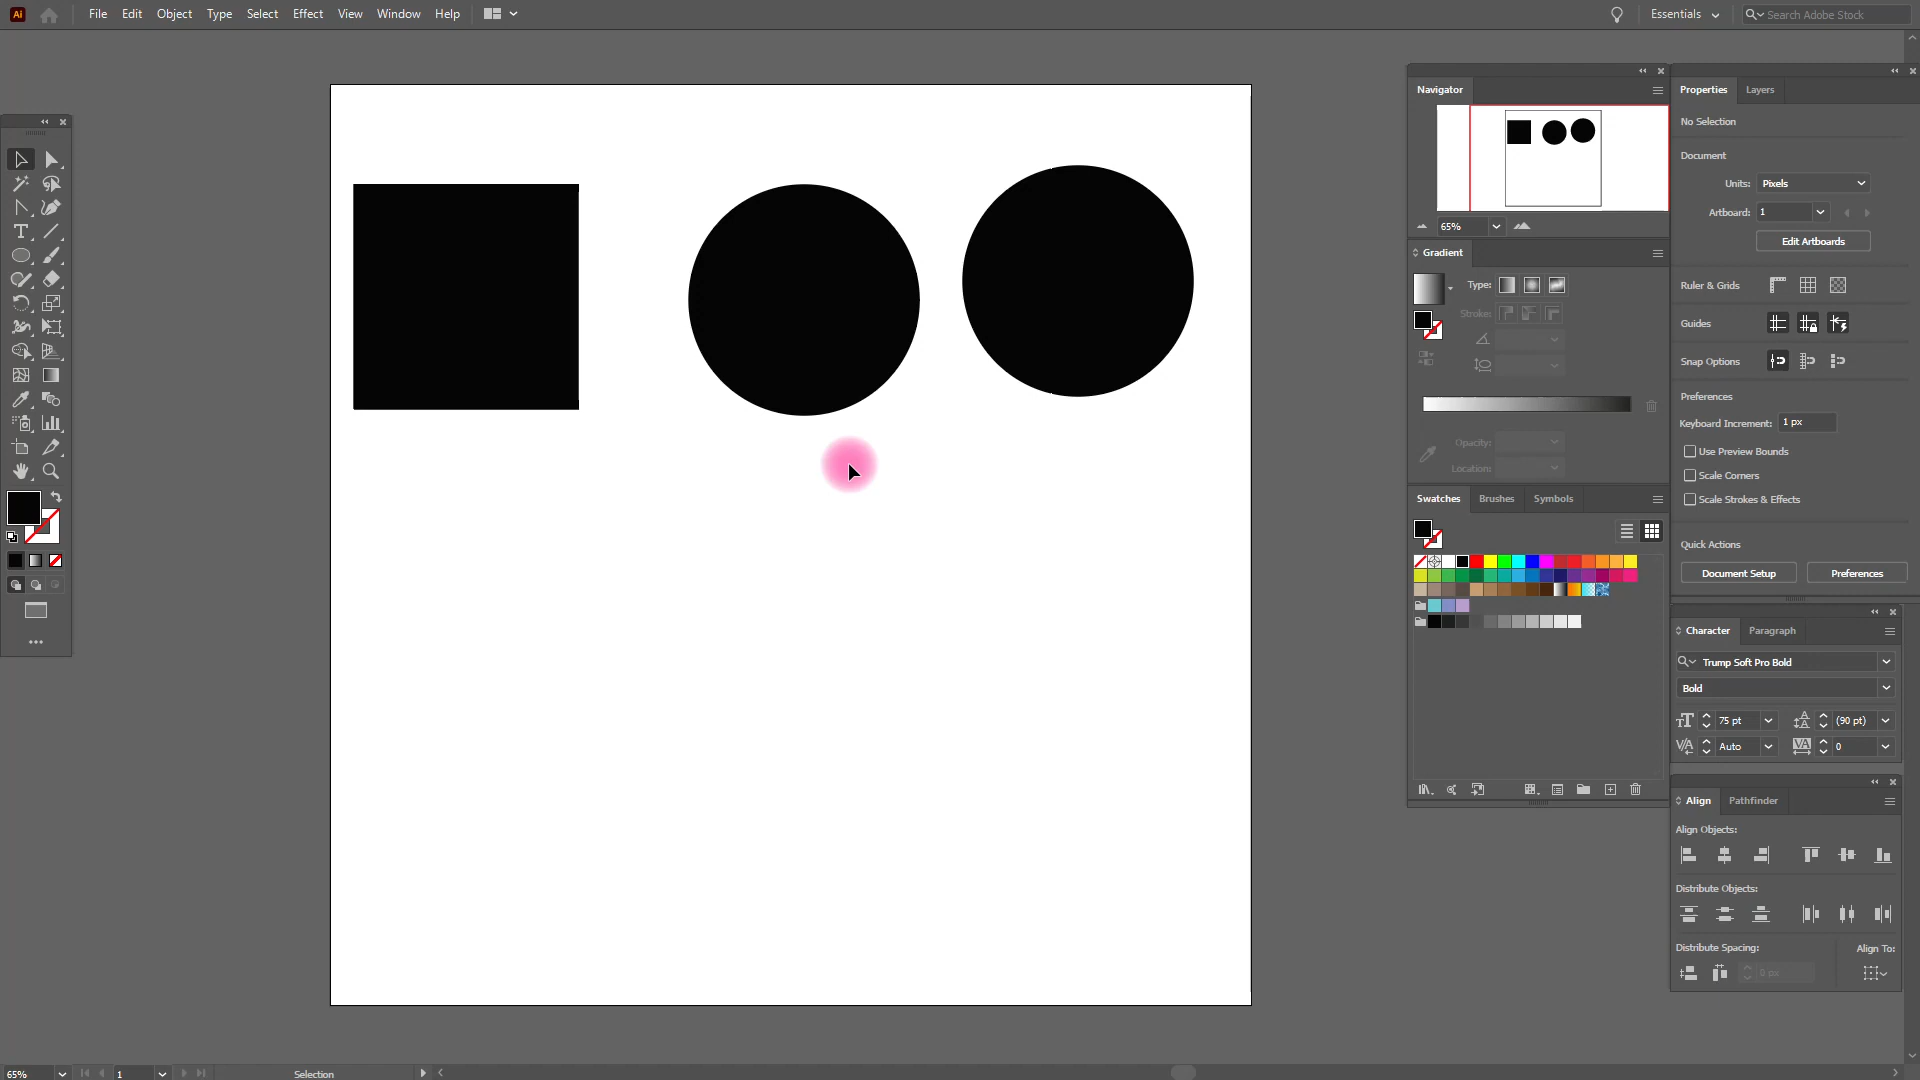 Ai
File Edit Object Type Select Effect View Window Help
Essentials
Search Adobe Stock
Navigator
65%
Gradient
Type:
Stroke:
Opacity:
Location:
Swatches Brushes Symbols
Properties Layers
No Selection
Document
Units: Pixels
Artboard: 1
Edit Artboards
Ruler & Grids
Guides
Snap Options
Preferences
Keyboard Increment: 1 px
Use Preview Bounds
Scale Corners
Scale Strokes & Effects
Quick Actions
Document Setup Preferences
Character Paragraph
Trump Soft Pro Bold
Bold
75 pt (90 pt)
Auto 0
Align Pathfinder
Align Objects:
Distribute Objects:
Distribute Spacing: Align To:
0 px
65% 1 Selection